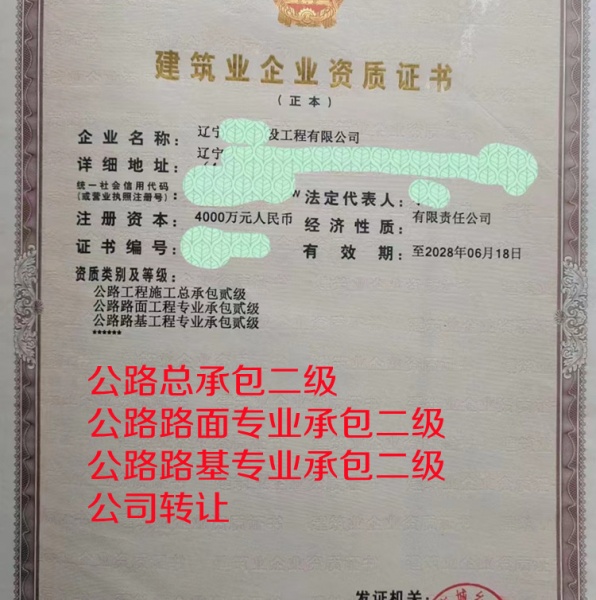 建筑业企业资质证书
(正本)
企业名称：辽宁 设工程有限公司
详细地址：辽宁
统一社会信用代码
(或营业执照注册号)： W 法定代表人：
注册资本：4000万元人民币 经济性质：有限责任公司
证书编号： 有效期：至2028年06月18日
资质类别及等级：
公路工程施工总承包贰级
公路路面工程专业承包贰级
公路路基工程专业承包贰级
******
公路总承包二级
公路路面专业承包二级
公路路基专业承包二级
公司转让
发证机关：